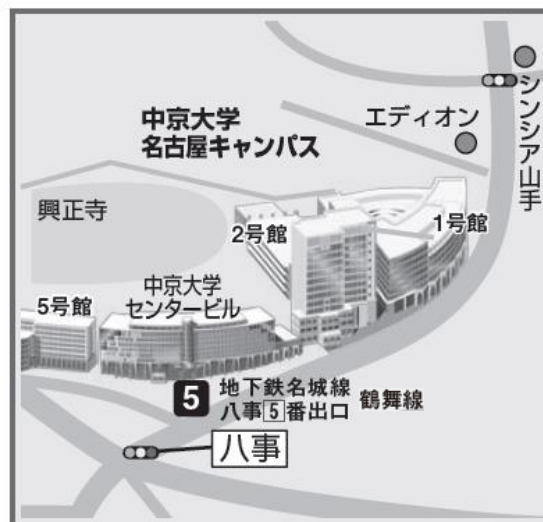 シンシア山手
エディオン
中京大学
名古屋キャンパス
興正寺
2号館
1号館
中京大学
センタービル
5号館
5
地下鉄名城線
八事5番出口
鶴舞線
八事